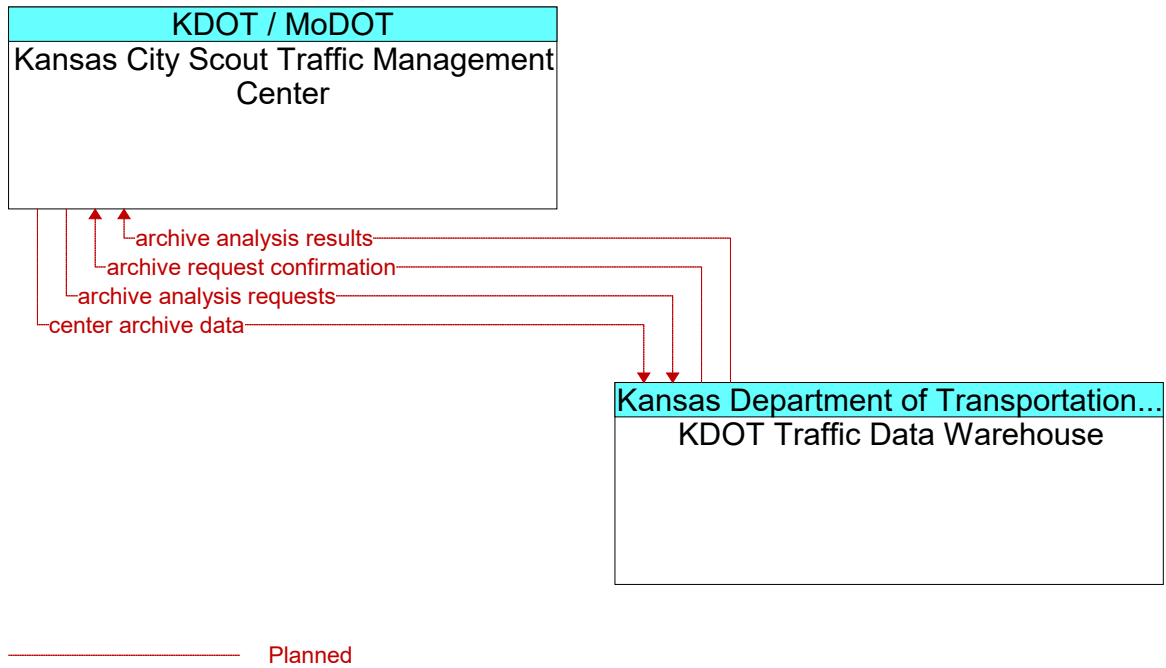 KDOT / MoDOT
Kansas City Scout Traffic Management
Center
archive analysis results
archive request confirmation
archive analysis requests
center archive data
Kansas Department of Transportation...
KDOT Traffic Data Warehouse
Planned